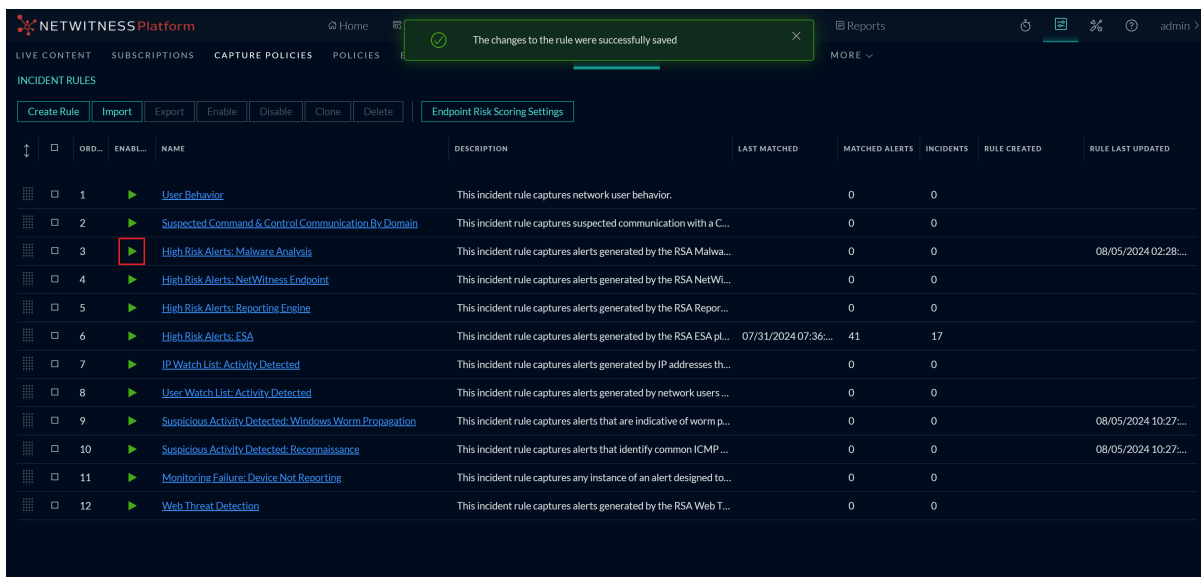 NETWITNESS Platform Home Reports admin
The changes to the rule were successfully saved
LIVE CONTENT SUBSCRIPTIONS CAPTURE POLICIES POLICIES MORE
INCIDENT RULES
Create Rule Import Export Enable Disable Clone Delete Endpoint Risk Scoring Settings
ORD... ENABL... NAME DESCRIPTION LAST MATCHED MATCHED ALERTS INCIDENTS RULE CREATED RULE LAST UPDATED
1 User Behavior This incident rule captures network user behavior. 0 0
2 Suspected Command & Control Communication By Domain This incident rule captures suspected communication with a C... 0 0
3 High Risk Alerts: Malware Analysis This incident rule captures alerts generated by the RSA Malwa... 0 0 08/05/2024 02:28:...
4 High Risk Alerts: NetWitness Endpoint This incident rule captures alerts generated by the RSA NetWi... 0 0
5 High Risk Alerts: Reporting Engine This incident rule captures alerts generated by the RSA Repor... 0 0
6 High Risk Alerts: ESA This incident rule captures alerts generated by the RSA ESA pl... 07/31/2024 07:36:... 41 17
7 IP Watch List: Activity Detected This incident rule captures alerts generated by IP addresses th... 0 0
8 User Watch List: Activity Detected This incident rule captures alerts generated by network users ... 0 0
9 Suspicious Activity Detected: Windows Worm Propagation This incident rule captures alerts that are indicative of worm p... 0 0 08/05/2024 10:27:...
10 Suspicious Activity Detected: Reconnaissance This incident rule captures alerts that identify common ICMP ... 0 0 08/05/2024 10:27:...
11 Monitoring Failure: Device Not Reporting This incident rule captures any instance of an alert designed to... 0 0
12 Web Threat Detection This incident rule captures alerts generated by the RSA Web T... 0 0